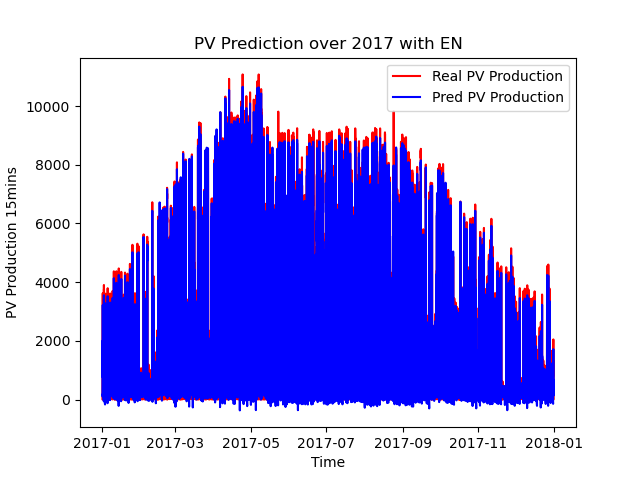 PV Prediction over 2017 with EN
Real PV Production
Pred PV Production
PV Production 15mins
10000
8000
6000
4000
2000
0
2017-01 2017-03 2017-05 2017-07 2017-09 2017-11 2018-01
Time